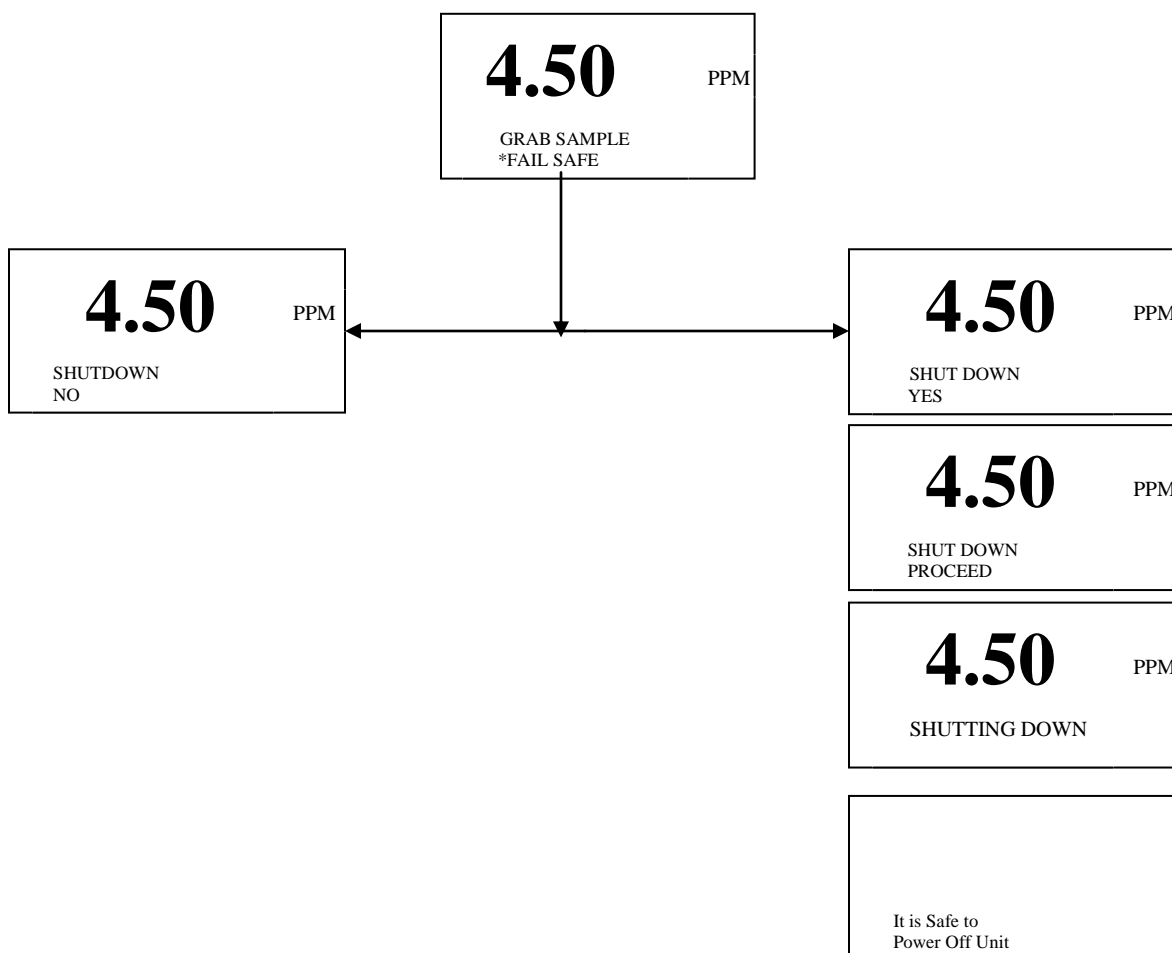 4.50 PPM
GRAB SAMPLE
*FAIL SAFE
4.50 PPM
SHUTDOWN
NO
4.50 PPM
SHUT DOWN
YES
4.50 PPM
SHUT DOWN
PROCEED
4.50 PPM
SHUTTING DOWN
It is Safe to
Power Off Unit